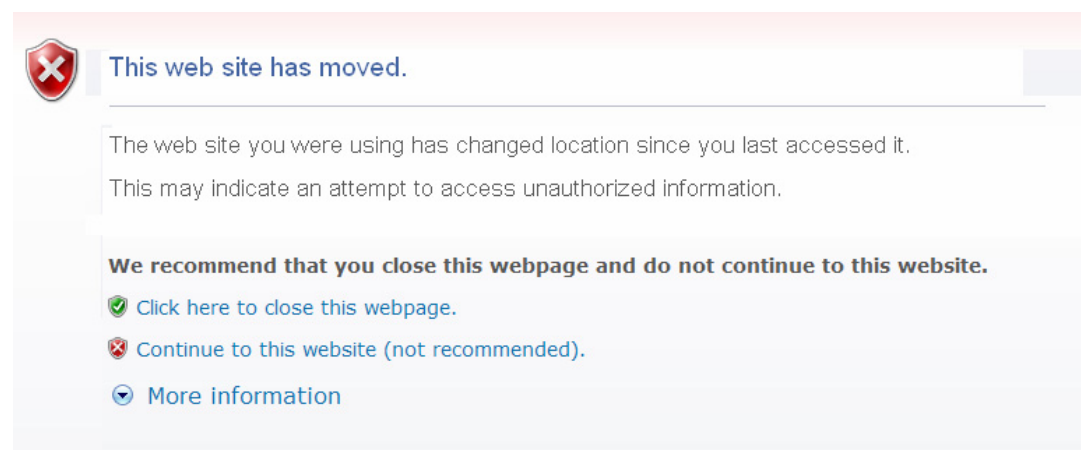 This web site has moved.
The web site you were using has changed location since you last accessed it.
This may indicate an attempt to access unauthorized information.
We recommend that you close this webpage and do not continue to this website.
Click here to close this webpage.
Continue to this website (not recommended).
More information